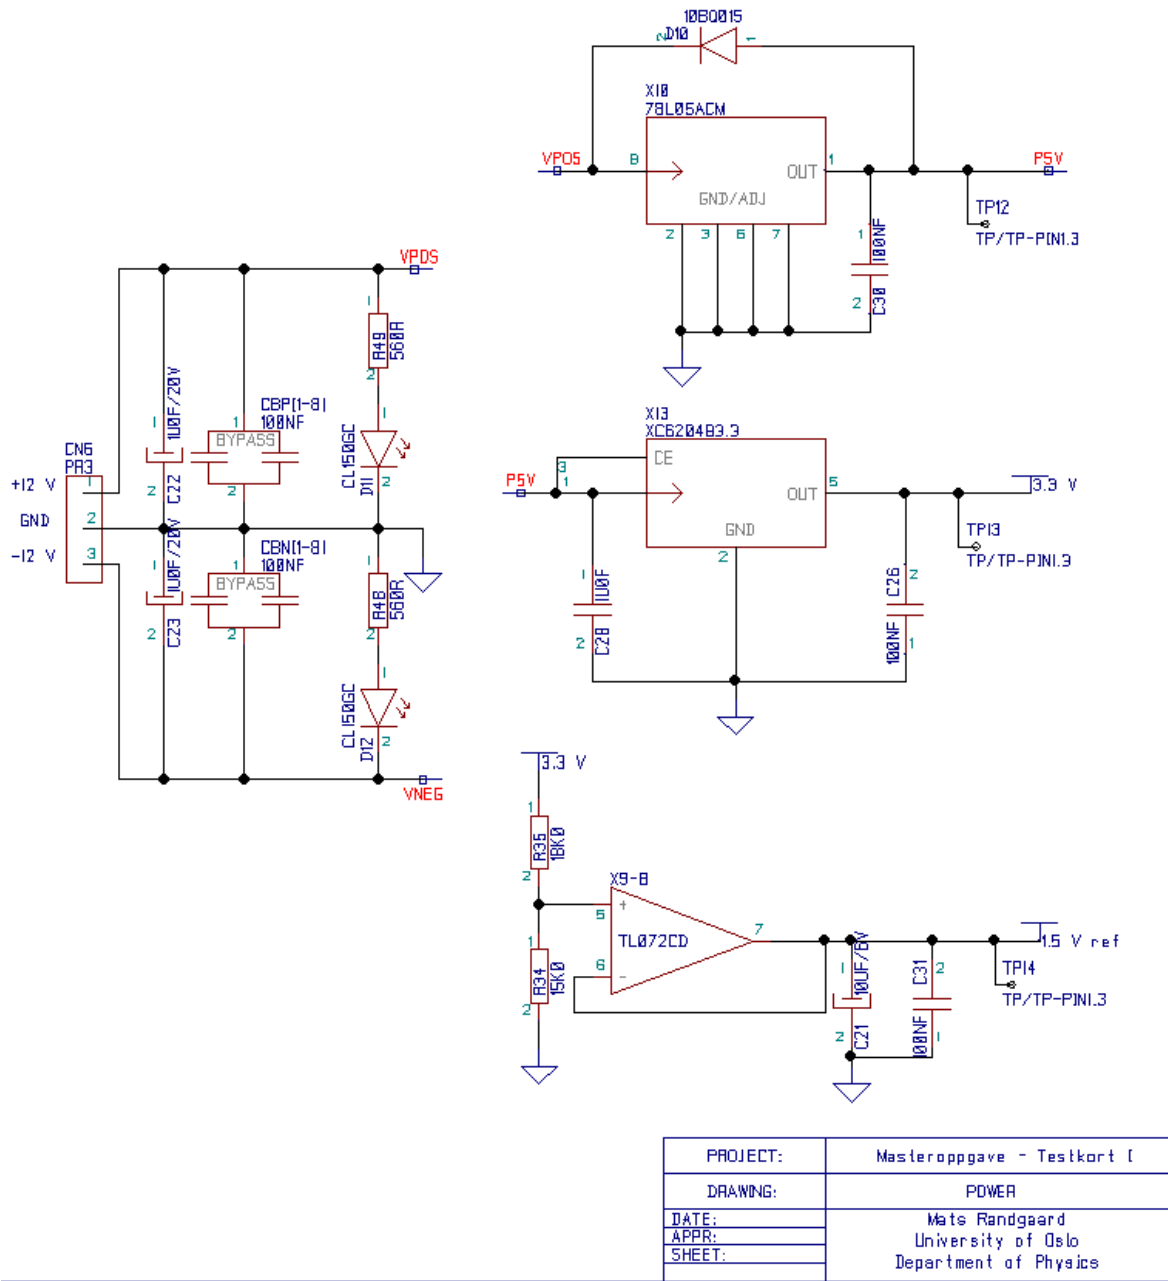 10BQ015
D10
2
1
X10
78L05ACM
VPOS
8
OUT
1
P5V
GND/ADJ
2
3
6
7
1
100NF
2
C30
TP12
TP/TP-PIN1.3
VPOS
1
R49
560R
2
1
1U0F/20V
2
C22
1
CBP[1-8]
100NF
BYPASS
2
1
CL150GC
D11
2
CN6
PR3
+12 V
1
GND
2
-12 V
3
1
1U0F/20V
2
C23
1
CBN[1-8]
100NF
BYPASS
2
1
R48
560R
2
1
CL150GC
D12
2
VNEG
X13
XC6204B3.3
CE
3
P5V
1
OUT
5
3.3 V
GND
2
TP13
TP/TP-PIN1.3
1
1U0F
2
C28
C26
2
100NF
1
3.3 V
1
R35
18K0
2
X9-B
5
+
TL072CD
7
6
-
1
R34
15K0
2
1.5 V ref
1
10UF/6V
2
C21
C31
2
100NF
1
TP14
TP/TP-PIN1.3
PROJECT:
Masteroppgave - Testkort I
DRAWING:
POWER
DATE:
APPR:
SHEET:
Mats Randgaard
University of Oslo
Department of Physics